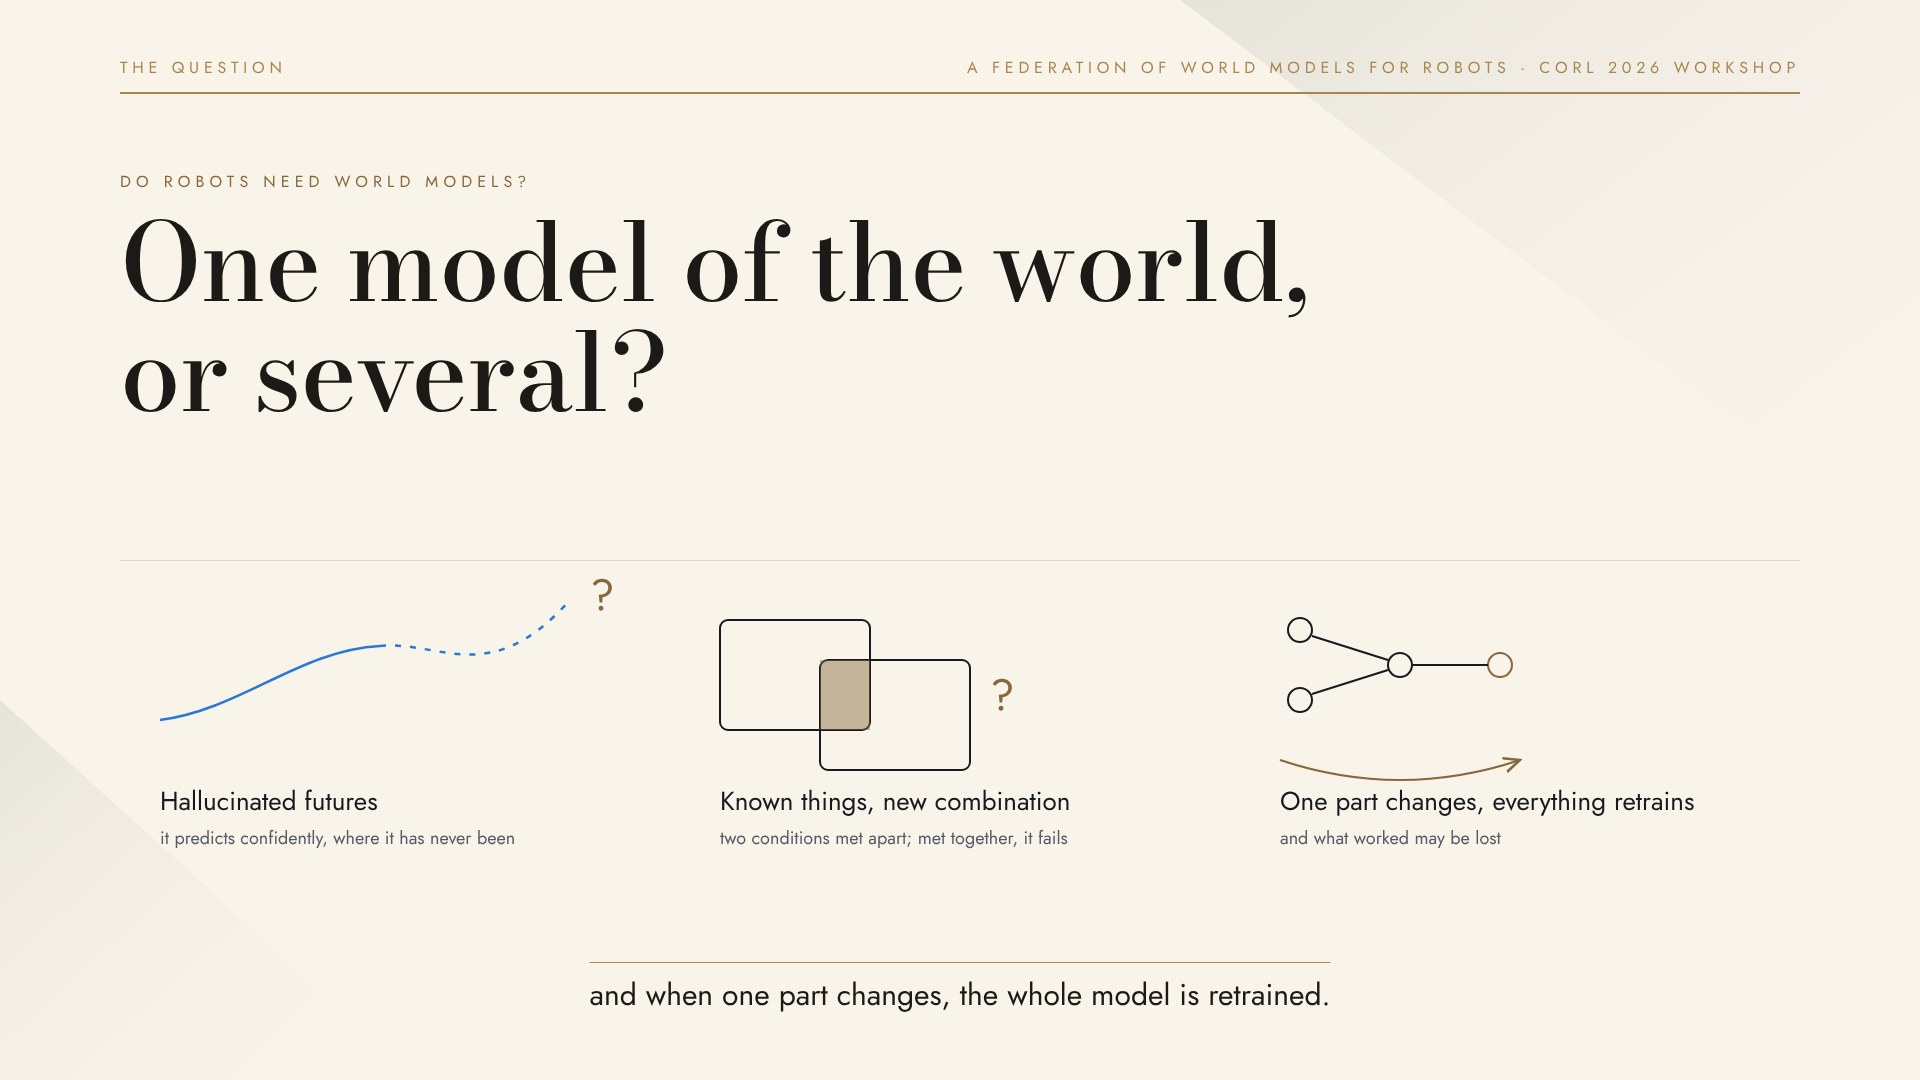 THE QUESTION
A FEDERATION OF WORLD MODELS FOR ROBOTS · CORL 2026 WORKSHOP
DO ROBOTS NEED WORLD MODELS?
One model of the world,
or several?
?
?
Hallucinated futures
it predicts confidently, where it has never been
Known things, new combination
two conditions met apart; met together, it fails
One part changes, everything retrains
and what worked may be lost
and when one part changes, the whole model is retrained.